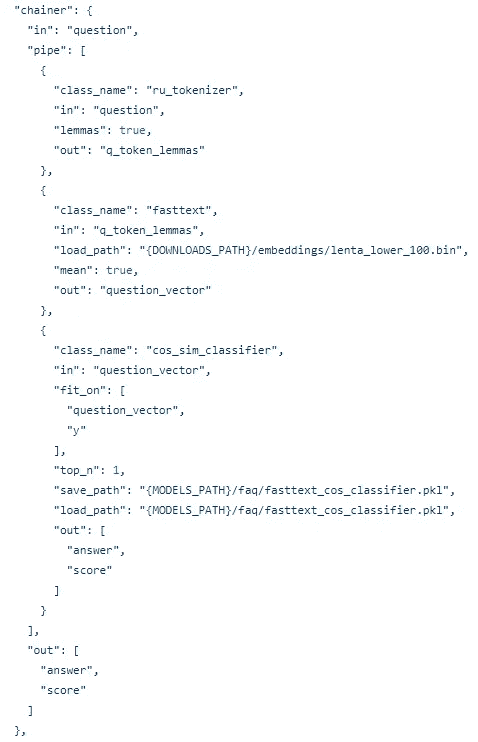 "chainer": {
"in": "question",
"pipe": [
{
"class_name": "ru_tokenizer",
"in": "question",
"lemmas": true,
"out": "q_token_lemmas"
},
{
"class_name": "fasttext",
"in": "q_token_lemmas",
"load_path": "{DOWNLOADS_PATH}/embeddings/lenta_lower_100.bin",
"mean": true,
"out": "question_vector"
},
{
"class_name": "cos_sim_classifier",
"in": "question_vector",
"fit_on": [
"question_vector",
"y"
],
"top_n": 1,
"save_path": "{MODELS_PATH}/faq/fasttext_cos_classifier.pkl",
"load_path": "{MODELS_PATH}/faq/fasttext_cos_classifier.pkl",
"out": [
"answer",
"score"
]
}
],
"out": [
"answer",
"score"
]
},